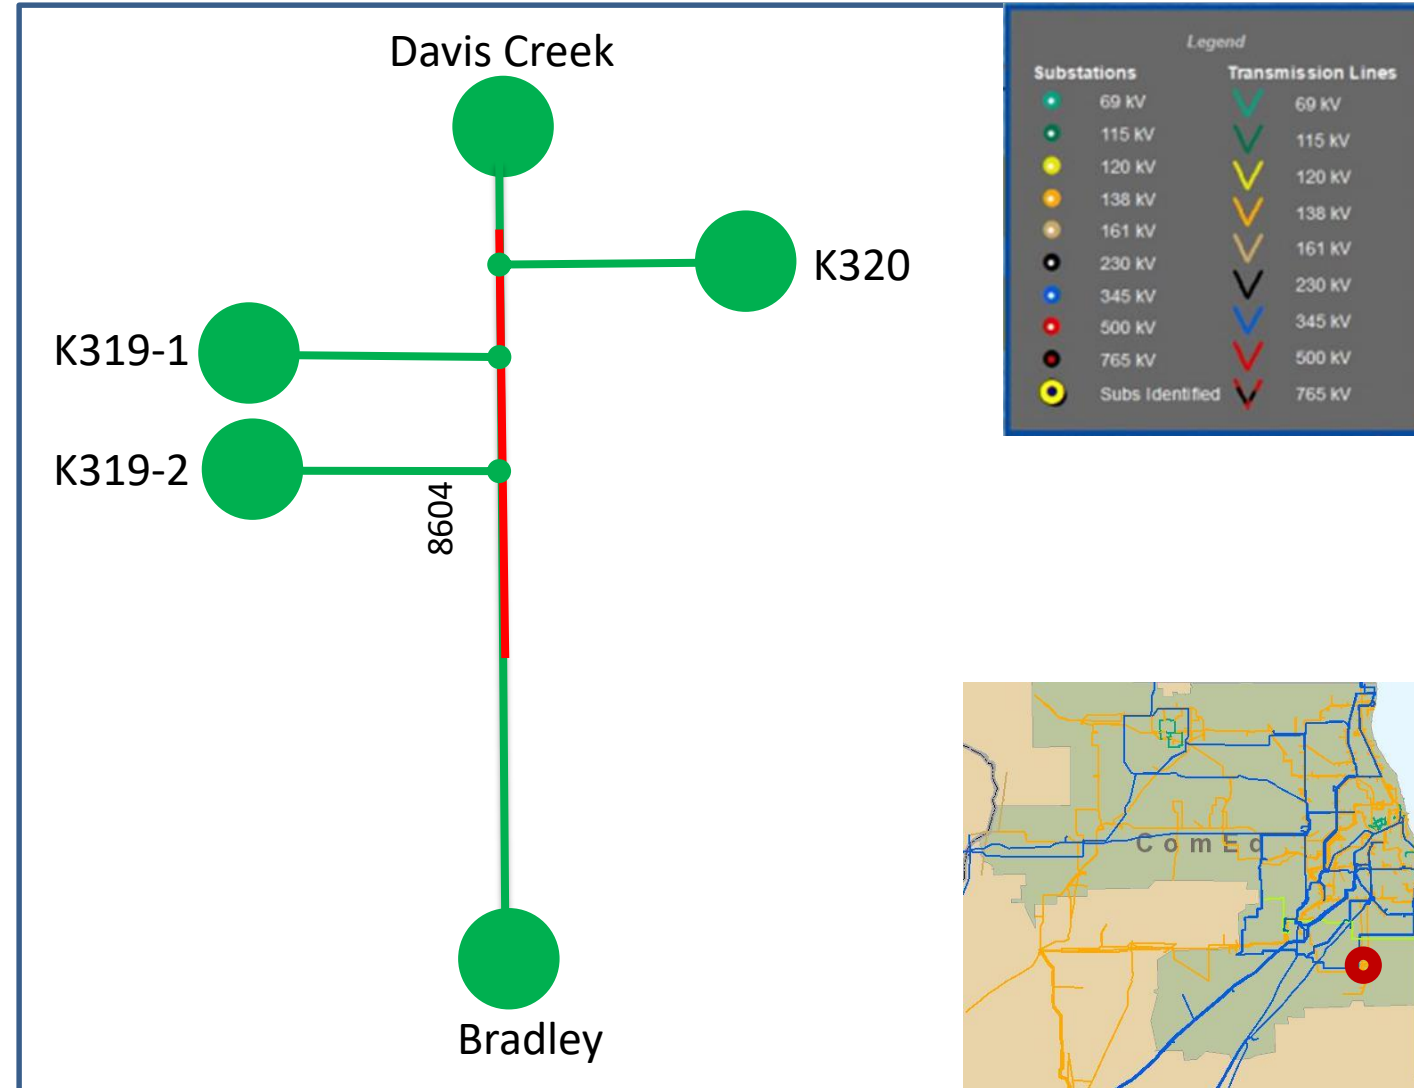 Davis Creek
K320
K319-1
K319-2
8604
Bradley
Legend
Substations Transmission Lines
69 kV 69 kV
115 kV 115 kV
120 kV 120 kV
138 kV 138 kV
161 kV 161 kV
230 kV 230 kV
345 kV 345 kV
500 kV 500 kV
765 kV 765 kV
Subs Identified
ComEd